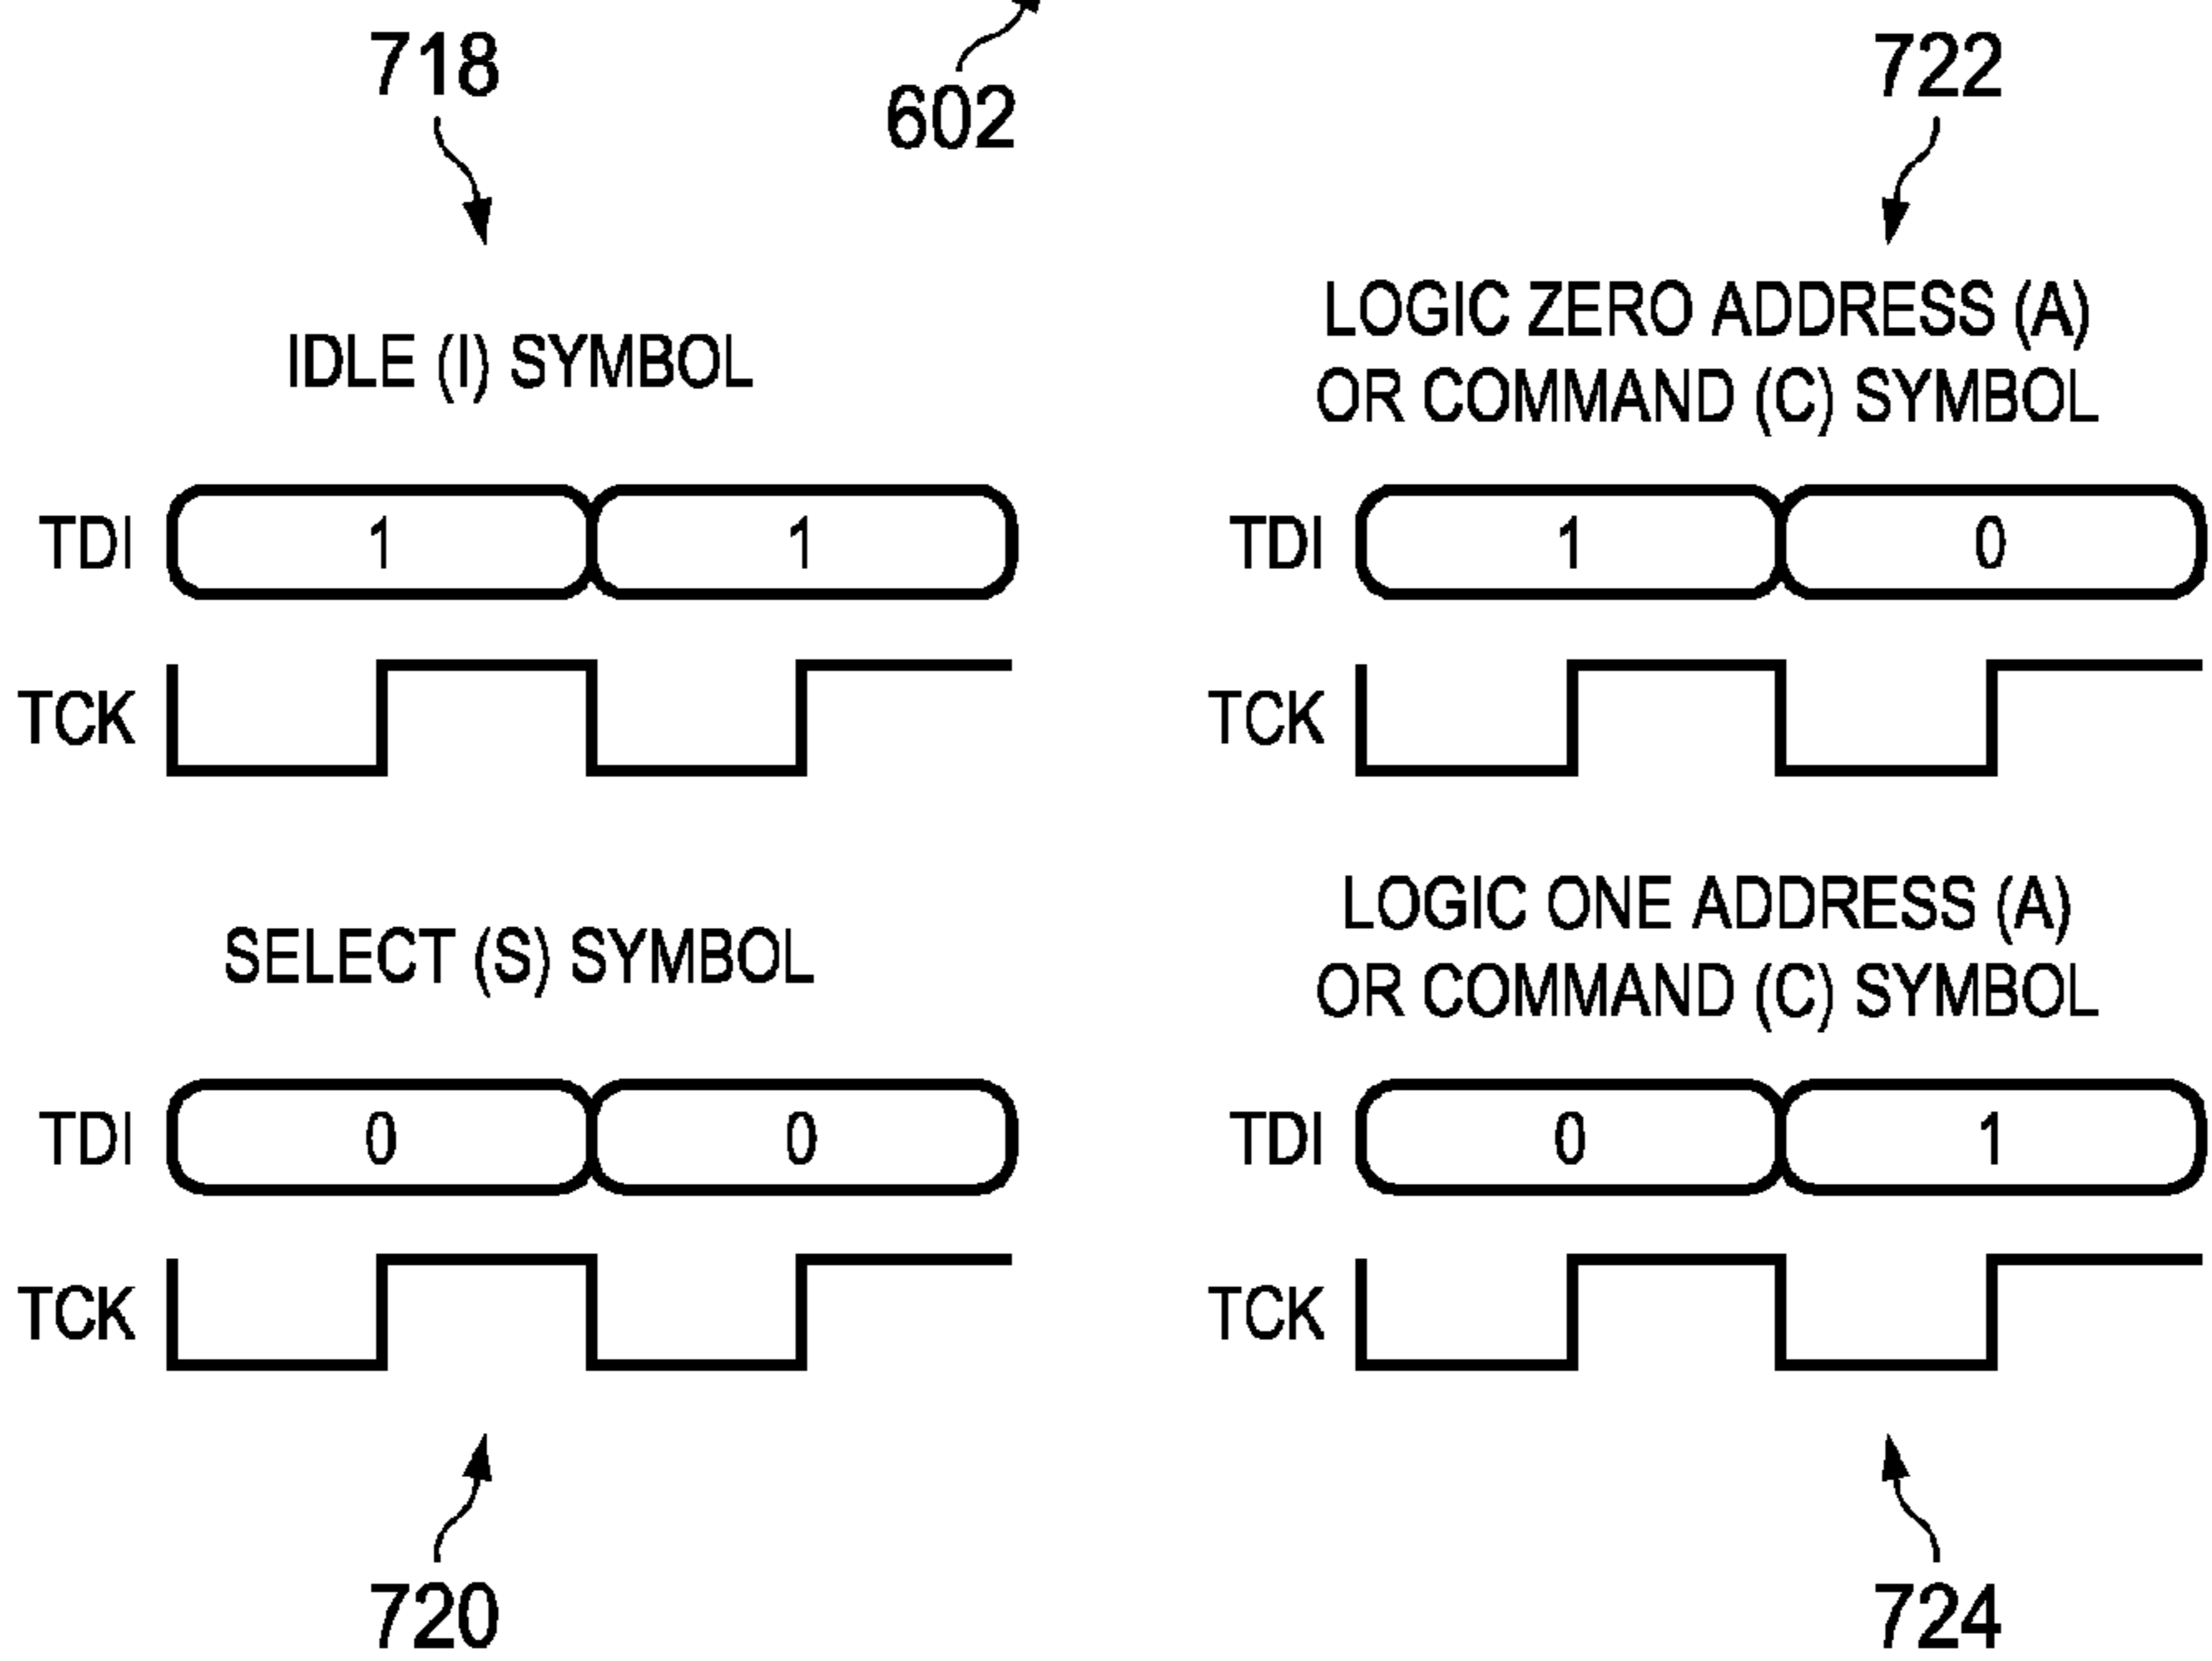 718
602
722
IDLE (I) SYMBOL
TDI 1 1
TCK
LOGIC ZERO ADDRESS (A)
OR COMMAND (C) SYMBOL
TDI 1 0
TCK
SELECT (S) SYMBOL
TDI 0 0
TCK
720
LOGIC ONE ADDRESS (A)
OR COMMAND (C) SYMBOL
TDI 0 1
TCK
724